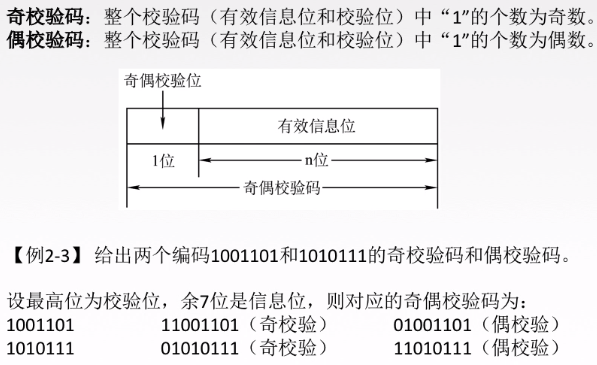 奇校验码：整个校验码（有效信息位和校验位）中“1”的个数为奇数。
偶校验码：整个校验码（有效信息位和校验位）中“1”的个数为偶数。
奇偶校验位
有效信息位
1位
n位
奇偶校验码
【例2-3】 给出两个编码1001101和1010111的奇校验码和偶校验码。
设最高位为校验位，余7位是信息位，则对应的奇偶校验码为：
1001101 11001101（奇校验） 01001101（偶校验）
1010111 01010111（奇校验） 11010111（偶校验）